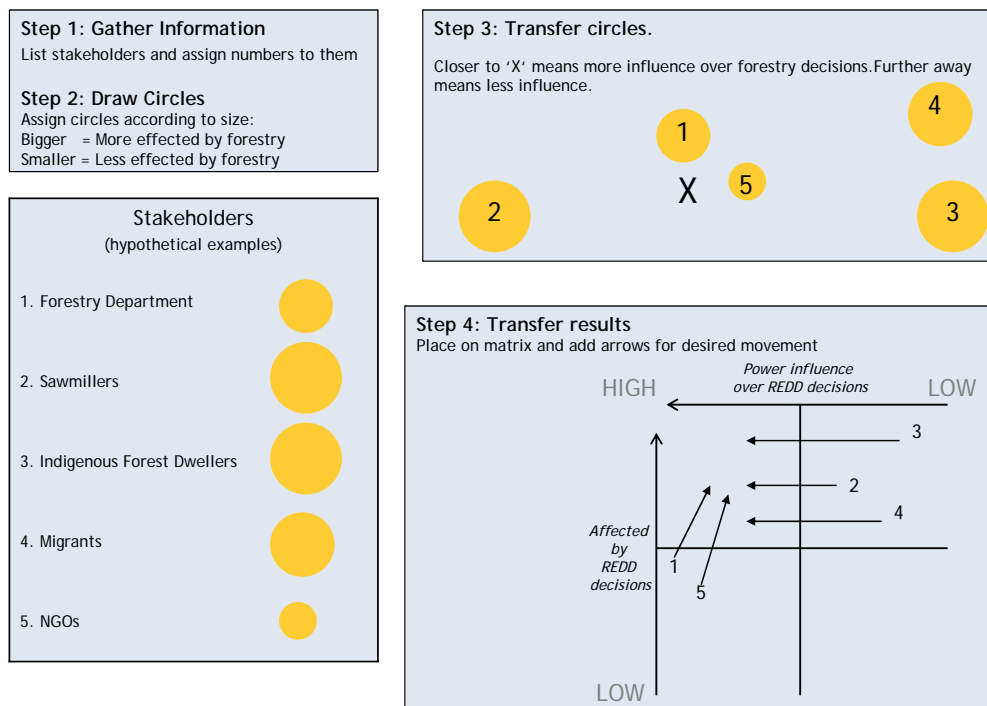 Step 1: Gather Information
List stakeholders and assign numbers to them
Step 2: Draw Circles
Assign circles according to size:
Bigger = More effected by forestry
Smaller = Less effected by forestry
Stakeholders
(hypothetical examples)
1. Forestry Department
2. Sawmillers
3. Indigenous Forest Dwellers
4. Migrants
5. NGOs
Step 3: Transfer circles.
Closer to ‘X‘ means more influence over forestry decisions.Further away
means less influence.
4
1
5
X
2
3
Step 4: Transfer results
Place on matrix and add arrows for desired movement
Power influence
over REDD decisions
HIGH
LOW
3
2
4
Affected
by
REDD
decisions
1
5
LOW